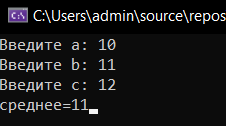 C:\Users\admin\source\repos
Введите a: 10
Введите b: 11
Введите c: 12
среднее=11